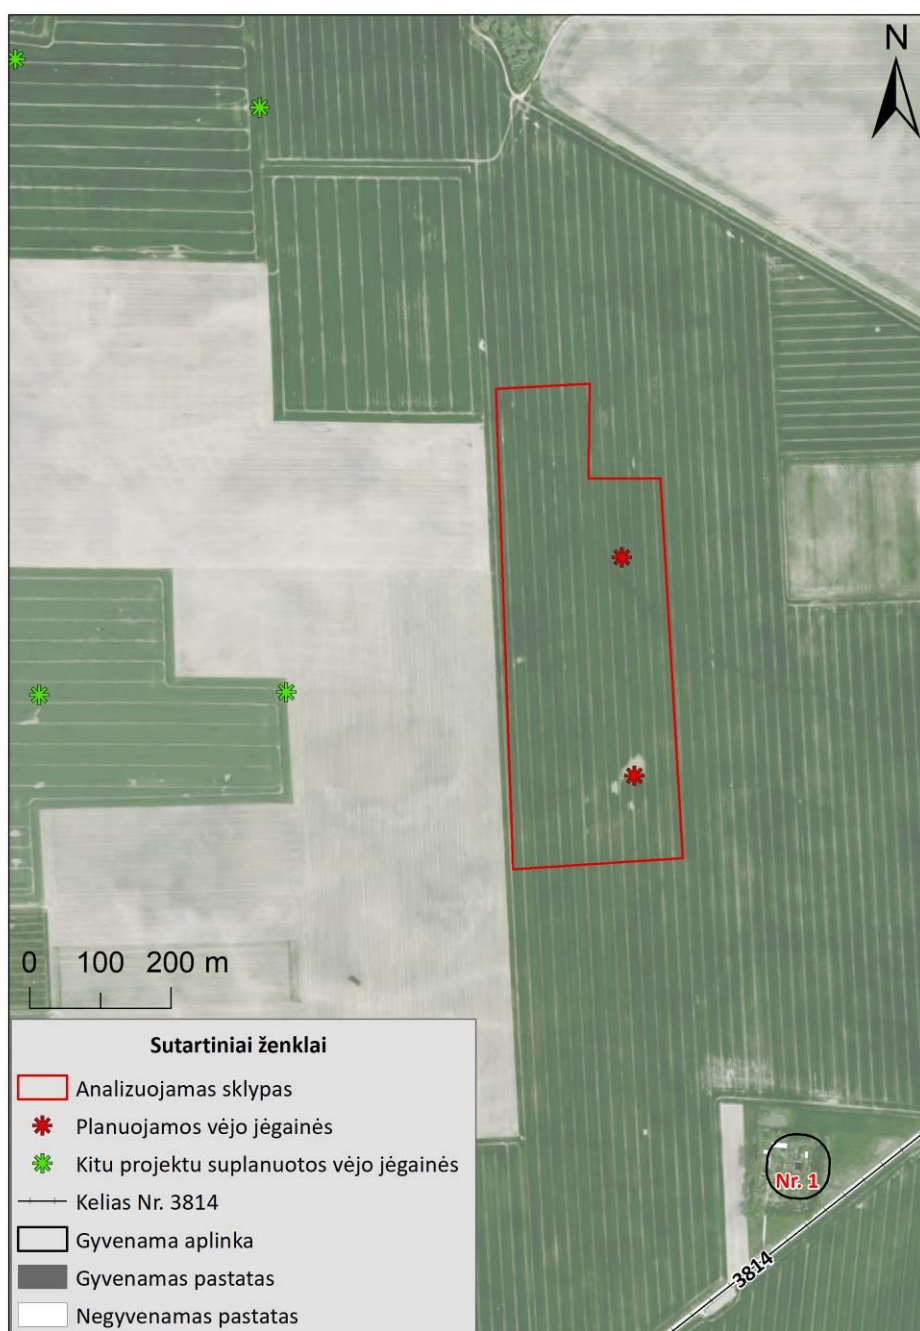 N
0 100 200 m
Sutartiniai ženklai
Analizuojamas sklypas
Planuojamos vėjo jėgainės
Kitu projektu suplanuotos vėjo jėgainės
Kelias Nr. 3814
Gyvenama aplinka
Gyvenamas pastatas
Negyvenamas pastatas
Nr. 1
3814